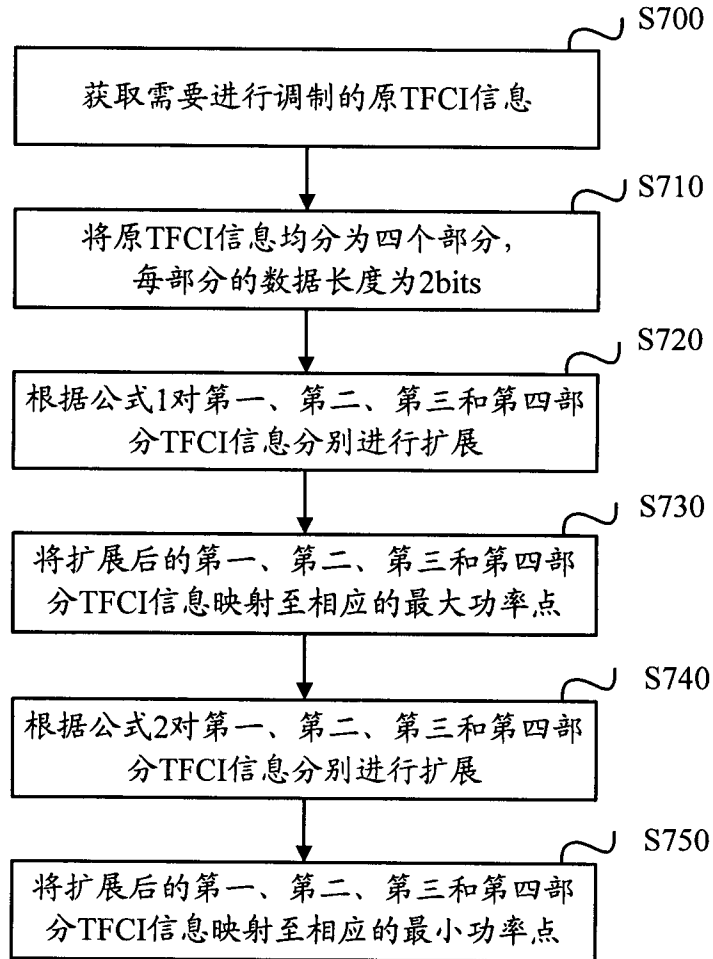 S700
获取需要进行调制的原TFCI信息
S710
将原TFCI信息均分为四个部分，
每部分的数据长度为2bits
S720
根据公式1对第一、第二、第三和第四部
分TFCI信息分别进行扩展
S730
将扩展后的第一、第二、第三和第四部
分TFCI信息映射至相应的最大功率点
S740
根据公式2对第一、第二、第三和第四部
分TFCI信息分别进行扩展
S750
将扩展后的第一、第二、第三和第四部
分TFCI信息映射至相应的最小功率点